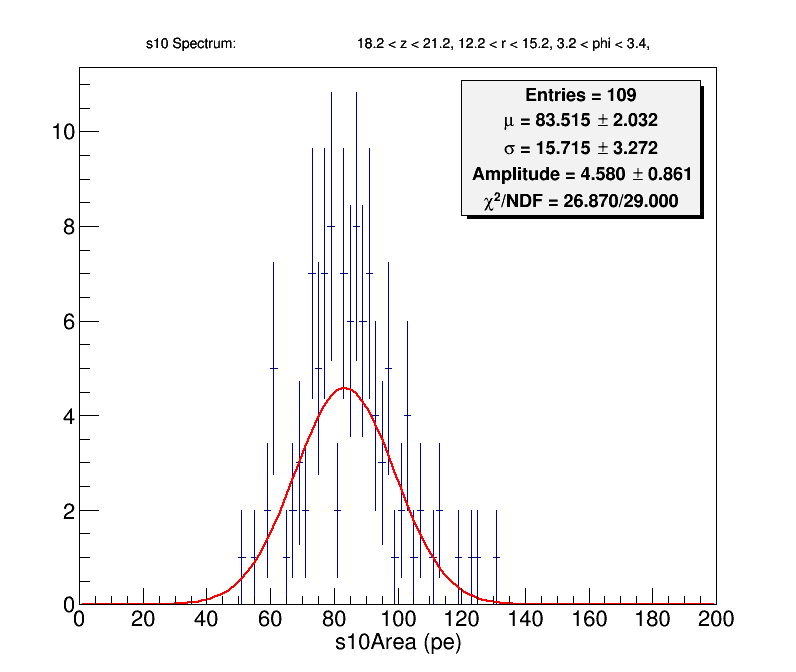 s10 Spectrum: 18.2 < z < 21.2, 12.2 < r < 15.2, 3.2 < phi < 3.4,
Entries = 109
μ = 83.515 ± 2.032
σ = 15.715 ± 3.272
Amplitude = 4.580 ± 0.861
χ²/NDF = 26.870/29.000
10
8
6
4
2
0
0 20 40 60 80 100 120 140 160 180 200
s10Area (pe)